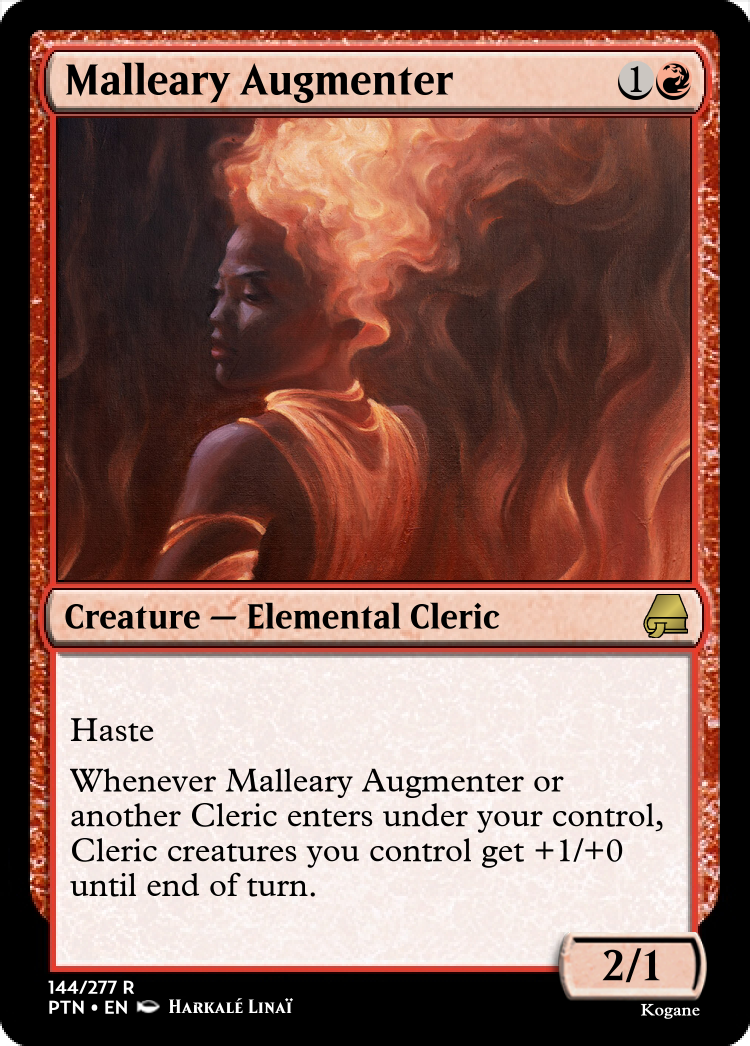 Malleary Augmenter 1
Creature — Elemental Cleric
Haste
Whenever Malleary Augmenter or
another Cleric enters under your control,
Cleric creatures you control get +1/+0
until end of turn.
2/1
144/277 R
PTN • EN HARKALÉ LINAÏ
Kogane